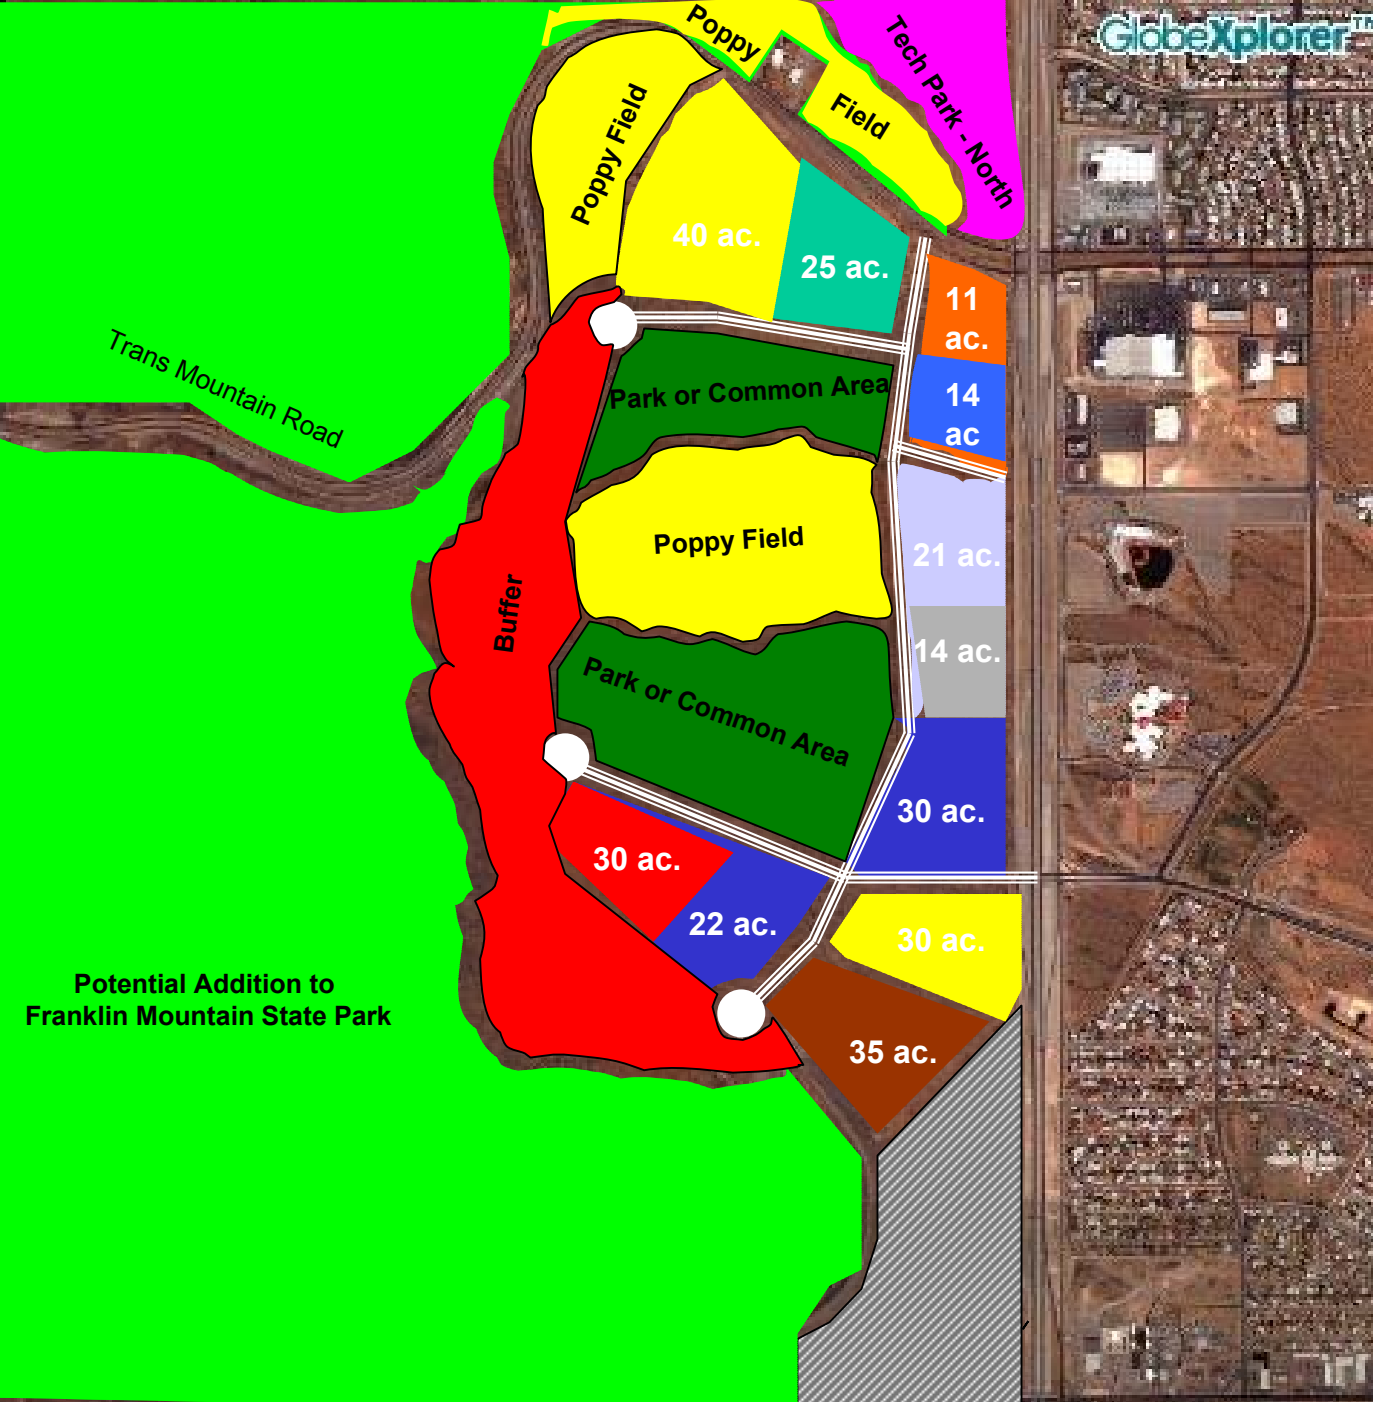 GlobeXplorer™
Poppy
Field
Tech Park - North
Poppy Field
40 ac.
25 ac.
11
ac.
14
ac
Trans Mountain Road
Park or Common Area
Poppy Field
21 ac.
Buffer
14 ac.
Park or Common Area
30 ac.
30 ac.
22 ac.
30 ac.
Potential Addition to
Franklin Mountain State Park
35 ac.